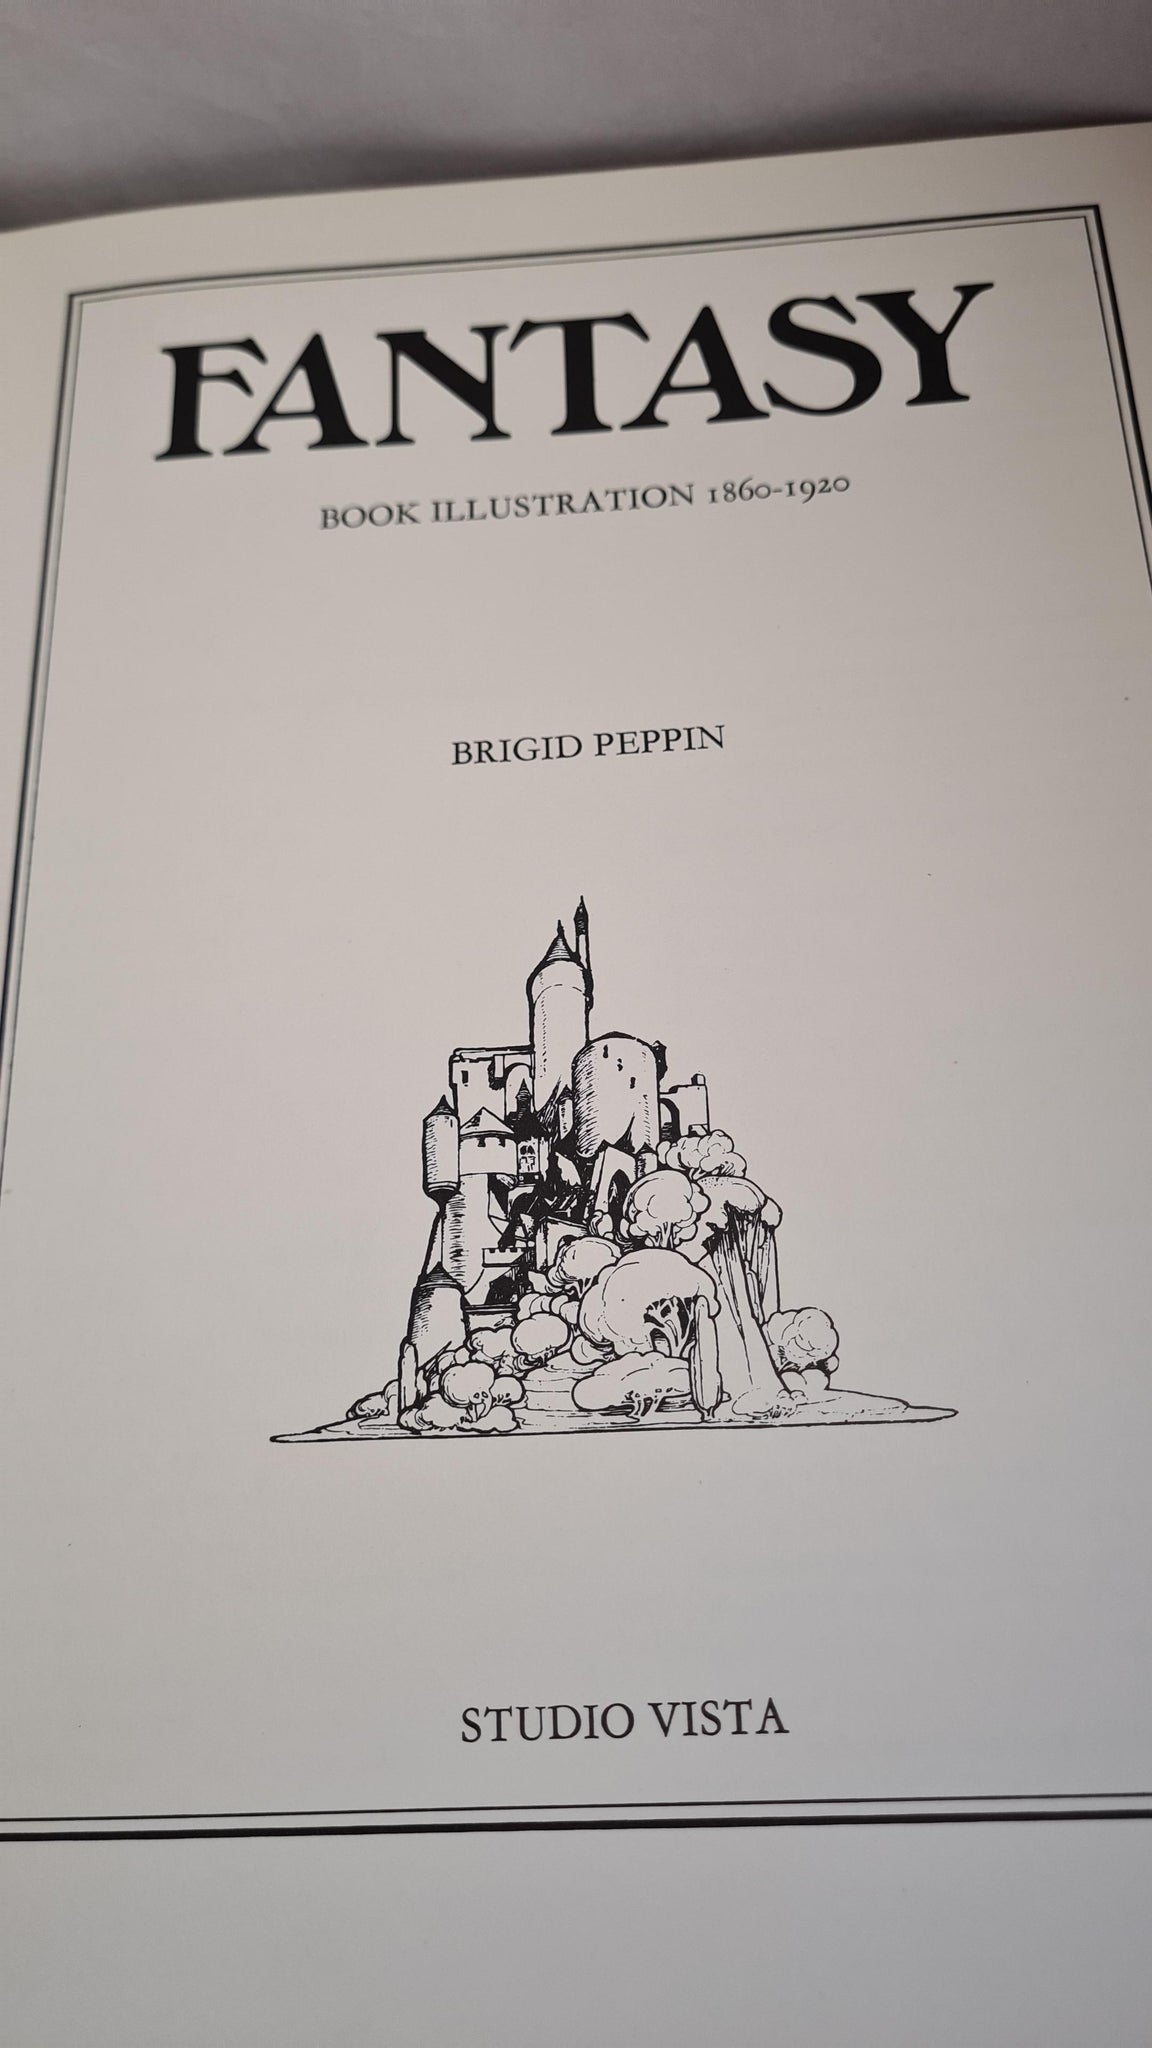 FANTASY
BOOK ILLUSTRATION 1860-1920
BRIGID PEPPIN
STUDIO VISTA